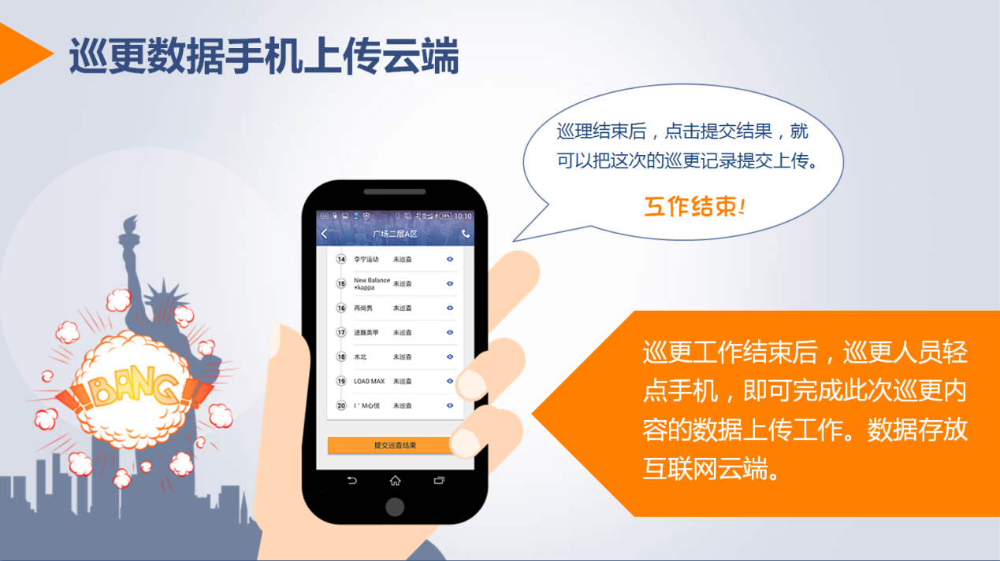 巡更数据手机上传云端
巡理结束后，点击提交结果，就
可以把这次的巡更记录提交上传。
工作结束!
10:10
广场二层A区
14 李宁运动 未巡查
15 New Balance +kappa 未巡查
16 再尚秀 未巡查
17 进巍美甲 未巡查
18 木北 未巡查
19 LOAD MAX 未巡查
20 I'M心悦 未巡查
提交巡查结果
BANG
巡更工作结束后，巡更人员轻
点手机，即可完成此次巡更内
容的数据上传工作。数据存放
互联网云端。